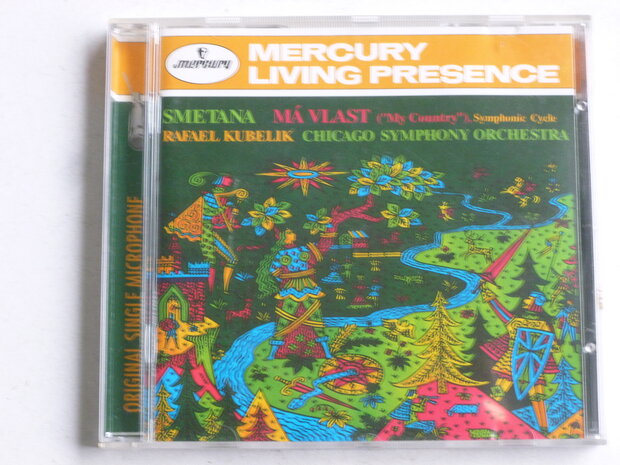 mercury
MERCURY
LIVING PRESENCE
SMETANA MÁ VLAST ("My Country"), Symphonic Cycle
RAFAEL KUBELIK CHICAGO SYMPHONY ORCHESTRA
ORIGINAL SINGLE MICROPHONE